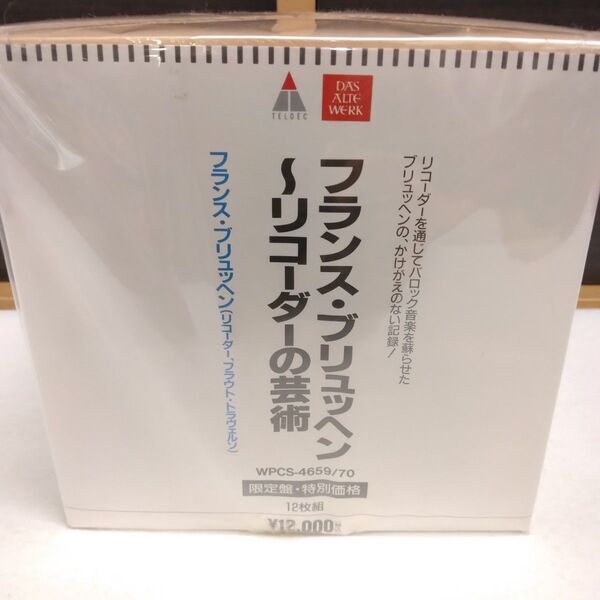 TELDEC
DAS
ALTE
WERK
リコーダーを通じてバロック音楽を蘇らせた
ブリュッヘンの、かけがえのない記録!
フランス・ブリュッヘン
〜リコーダーの芸術
フランス・ブリュッヘン(リコーダー、フラウト・トラヴェルソ)
WPCS-4659/70
限定盤・特別価格
12枚組
¥12,000